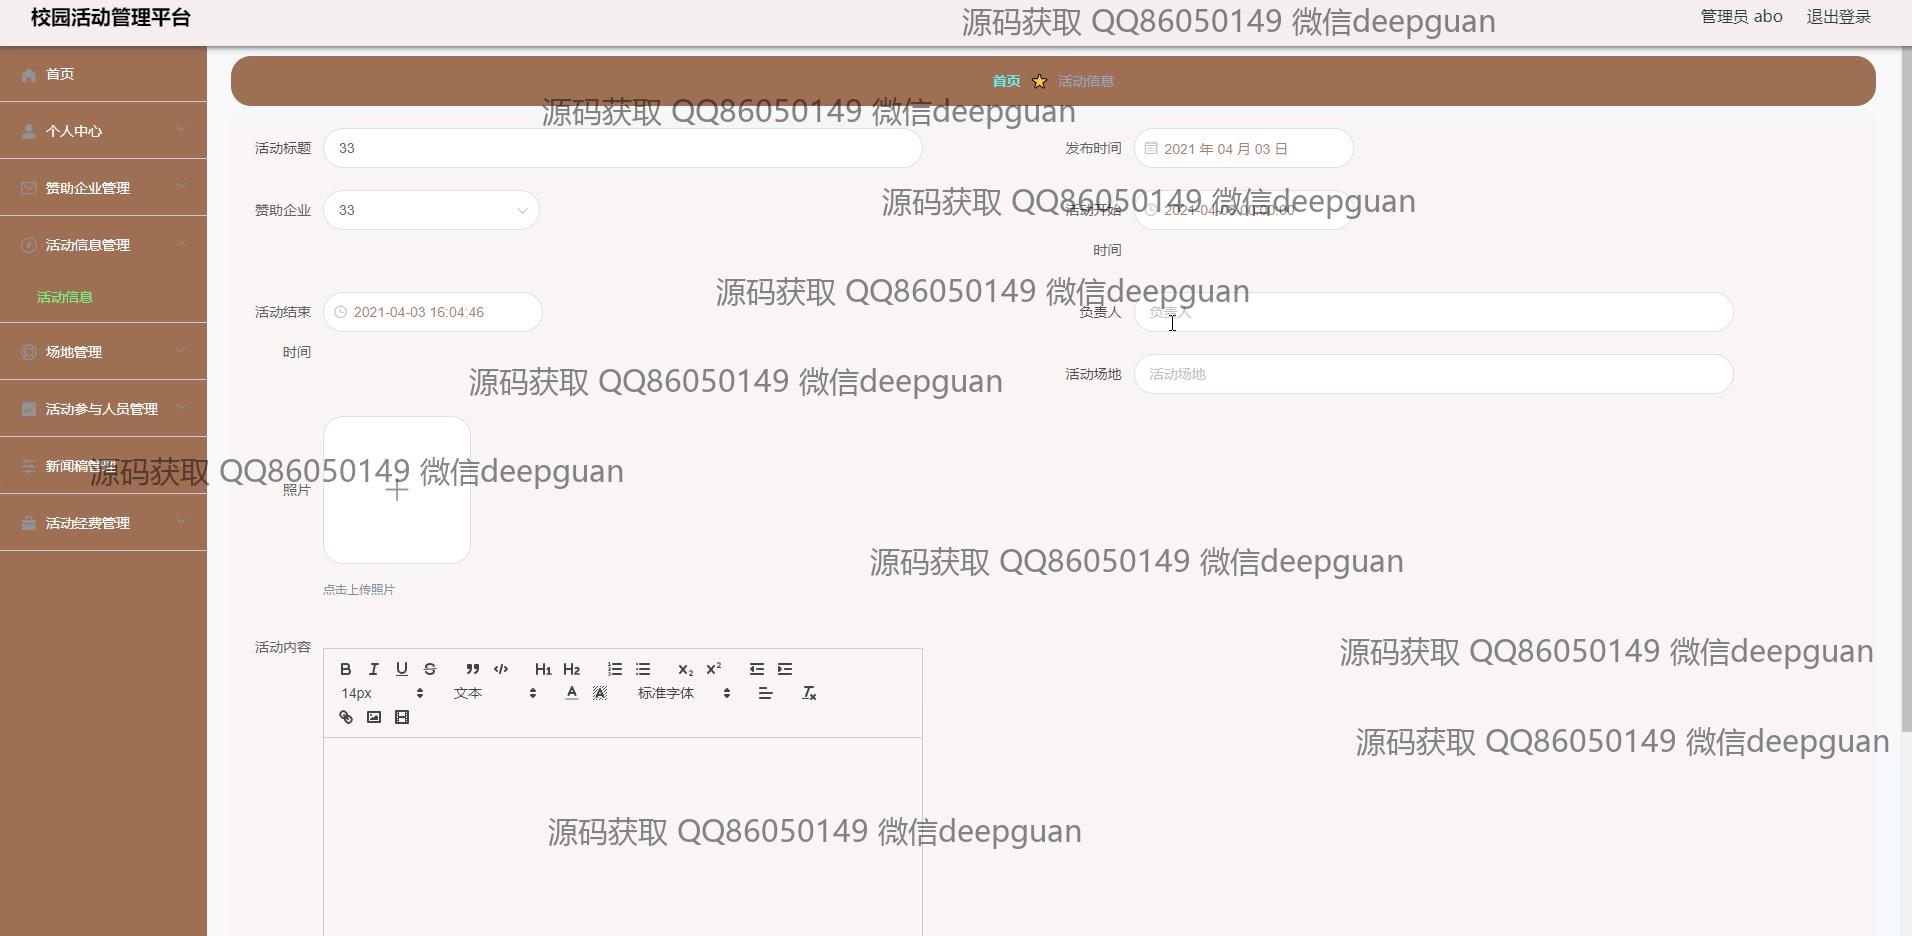 校园活动管理平台
源码获取 QQ86050149 微信deepguan
管理员 abo 退出登录
首页
个人中心
赞助企业管理
活动信息管理
活动信息
场地管理
活动参与人员管理
新闻稿管理
活动经费管理
首页 活动信息
源码获取 QQ86050149 微信deepguan
活动标题 33
发布时间 2021 年 04 月 03 日
赞助企业 33
源码获取 QQ86050149 微信deepguan
活动开始
时间
源码获取 QQ86050149 微信deepguan
活动结束 2021-04-03 16:04:46
时间
负责人 负责人
源码获取 QQ86050149 微信deepguan
活动场地 活动场地
源码获取 QQ86050149 微信deepguan
照片
点击上传照片
源码获取 QQ86050149 微信deepguan
活动内容
源码获取 QQ86050149 微信deepguan
B I U S H1 H2 X2 X2
14px 文本 A A 标准字体 Tx
源码获取 QQ86050149 微信deepguan
源码获取 QQ86050149 微信deepguan